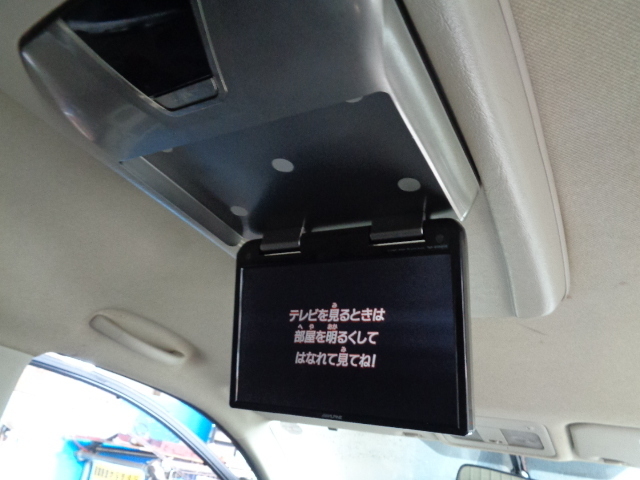 テレビを見るときは
部屋を明るくして
はなれて見てね!
ALPINE